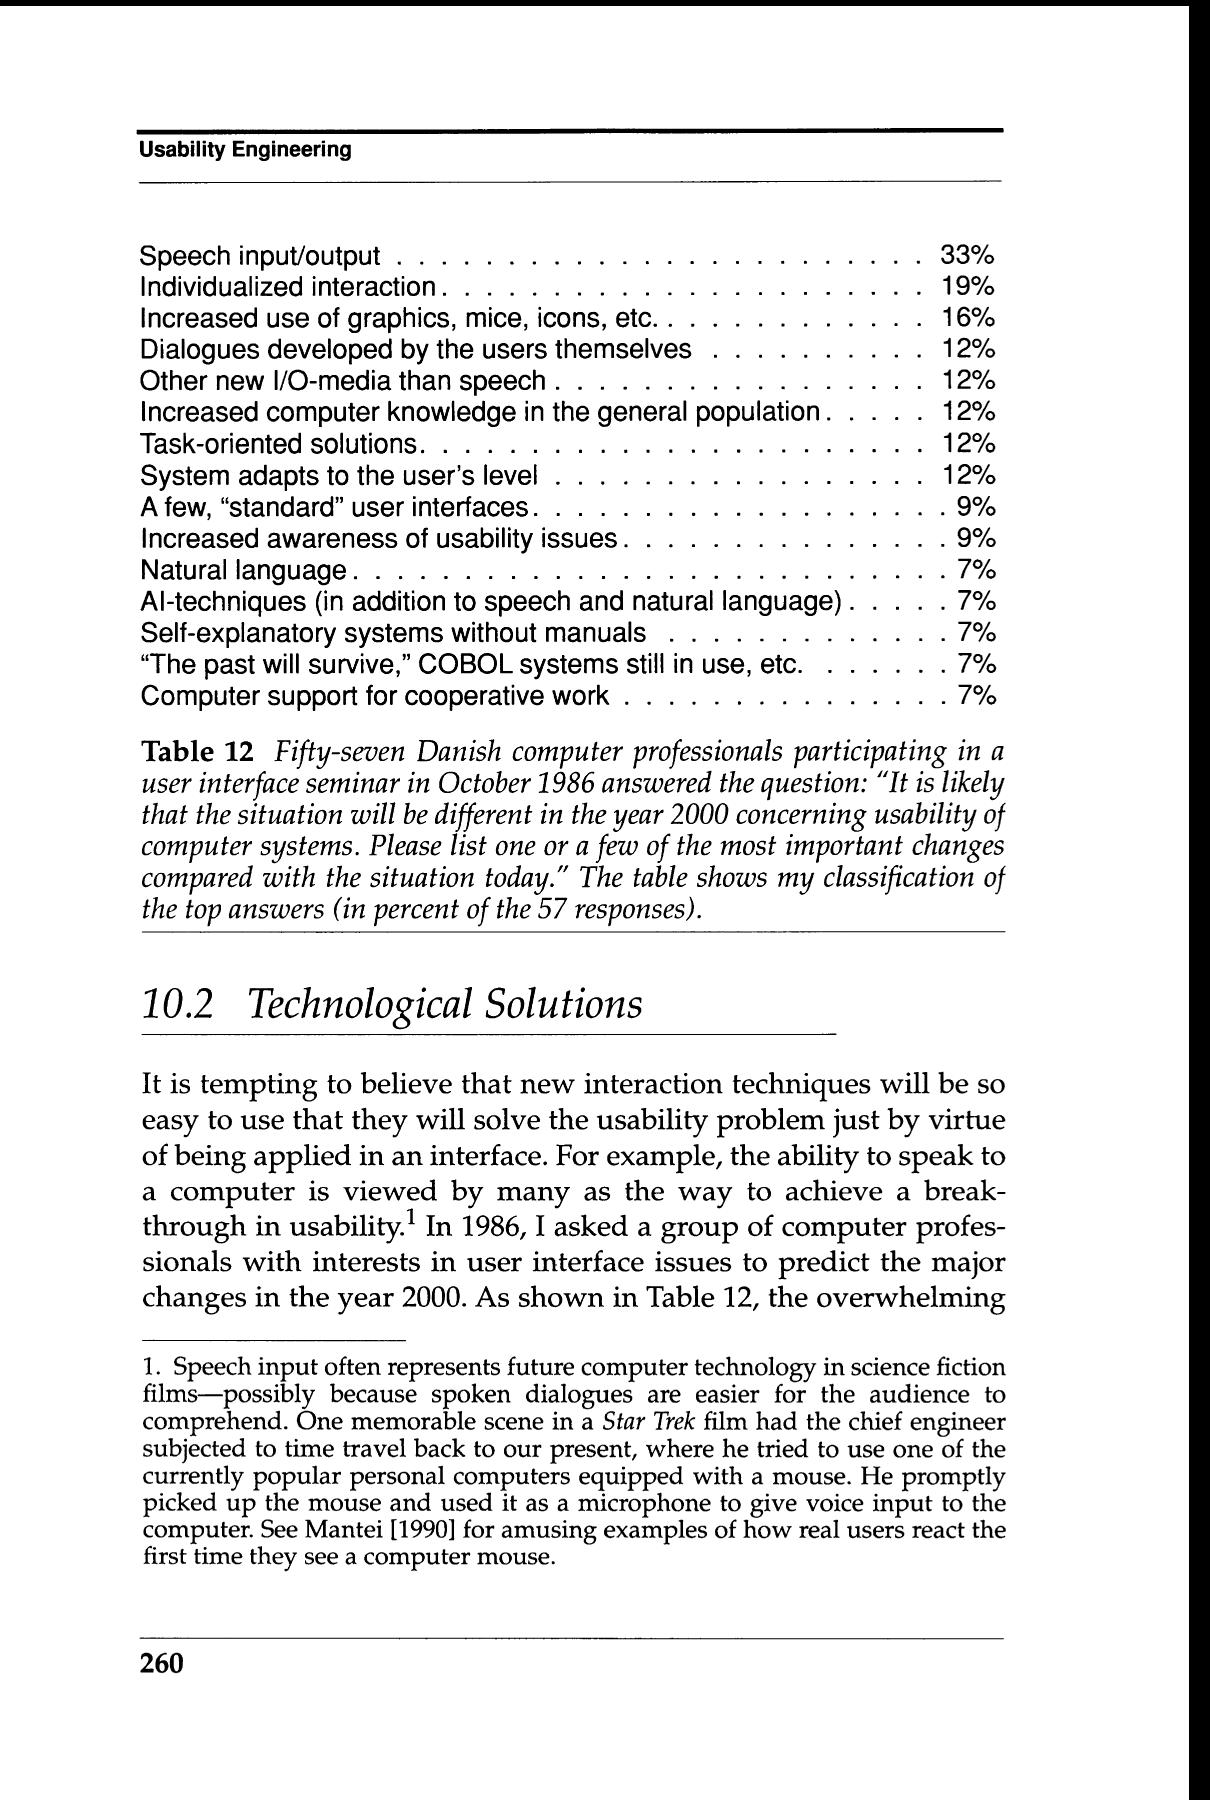 Usability Engineering
Speech input/output . . . . . . . . . . . . . . . . . . . . . . . . 33%
Individualized interaction. . . . . . . . . . . . . . . . . . . . . . 19%
Increased use of graphics, mice, icons, etc. . . . . . . . . . . . . 16%
Dialogues developed by the users themselves . . . . . . . . . . 12%
Other new I/O-media than speech . . . . . . . . . . . . . . . . . 12%
Increased computer knowledge in the general population. . . . . 12%
Task-oriented solutions. . . . . . . . . . . . . . . . . . . . . . . 12%
System adapts to the user's level . . . . . . . . . . . . . . . . . 12%
A few, “standard” user interfaces. . . . . . . . . . . . . . . . . . . 9%
Increased awareness of usability issues. . . . . . . . . . . . . . . 9%
Natural language. . . . . . . . . . . . . . . . . . . . . . . . . . . 7%
AI-techniques (in addition to speech and natural language) . . . . . 7%
Self-explanatory systems without manuals . . . . . . . . . . . . . 7%
“The past will survive,” COBOL systems still in use, etc. . . . . . . 7%
Computer support for cooperative work . . . . . . . . . . . . . . . 7%
Table 12 Fifty-seven Danish computer professionals participating in a
user interface seminar in October 1986 answered the question: "It is likely
that the situation will be different in the year 2000 concerning usability of
computer systems. Please list one or a few of the most important changes
compared with the situation today." The table shows my classification of
the top answers (in percent of the 57 responses).
10.2 Technological Solutions
It is tempting to believe that new interaction techniques will be so
easy to use that they will solve the usability problem just by virtue
of being applied in an interface. For example, the ability to speak to
a computer is viewed by many as the way to achieve a break-
through in usability.1 In 1986, I asked a group of computer profes-
sionals with interests in user interface issues to predict the major
changes in the year 2000. As shown in Table 12, the overwhelming
1. Speech input often represents future computer technology in science fiction
films—possibly because spoken dialogues are easier for the audience to
comprehend. One memorable scene in a Star Trek film had the chief engineer
subjected to time travel back to our present, where he tried to use one of the
currently popular personal computers equipped with a mouse. He promptly
picked up the mouse and used it as a microphone to give voice input to the
computer. See Mantei [1990] for amusing examples of how real users react the
first time they see a computer mouse.
260